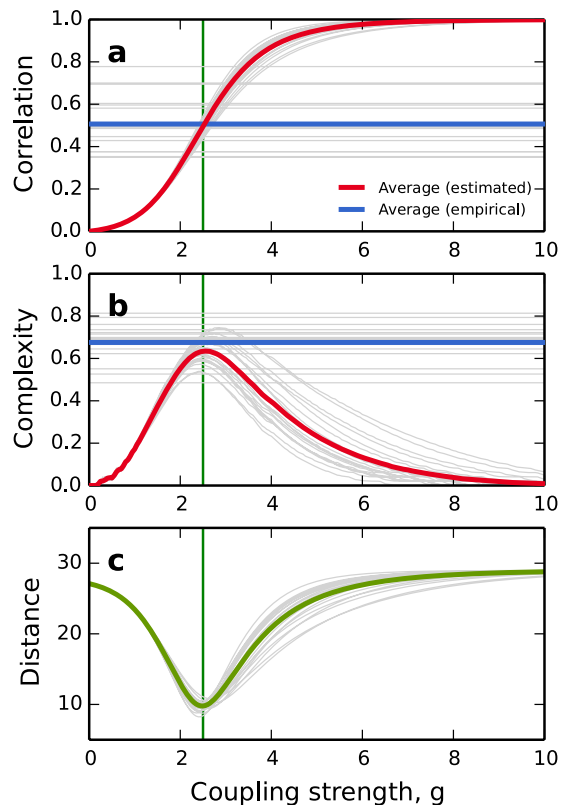 1.0
0.8
0.6
0.4
0.2
0.0
Correlation
a
Average (estimated)
Average (empirical)
0 2 4 6 8 10
1.0
0.8
0.6
0.4
0.2
0.0
Complexity
b
0 2 4 6 8 10
30
20
10
Distance
c
0 2 4 6 8 10
Coupling strength, g